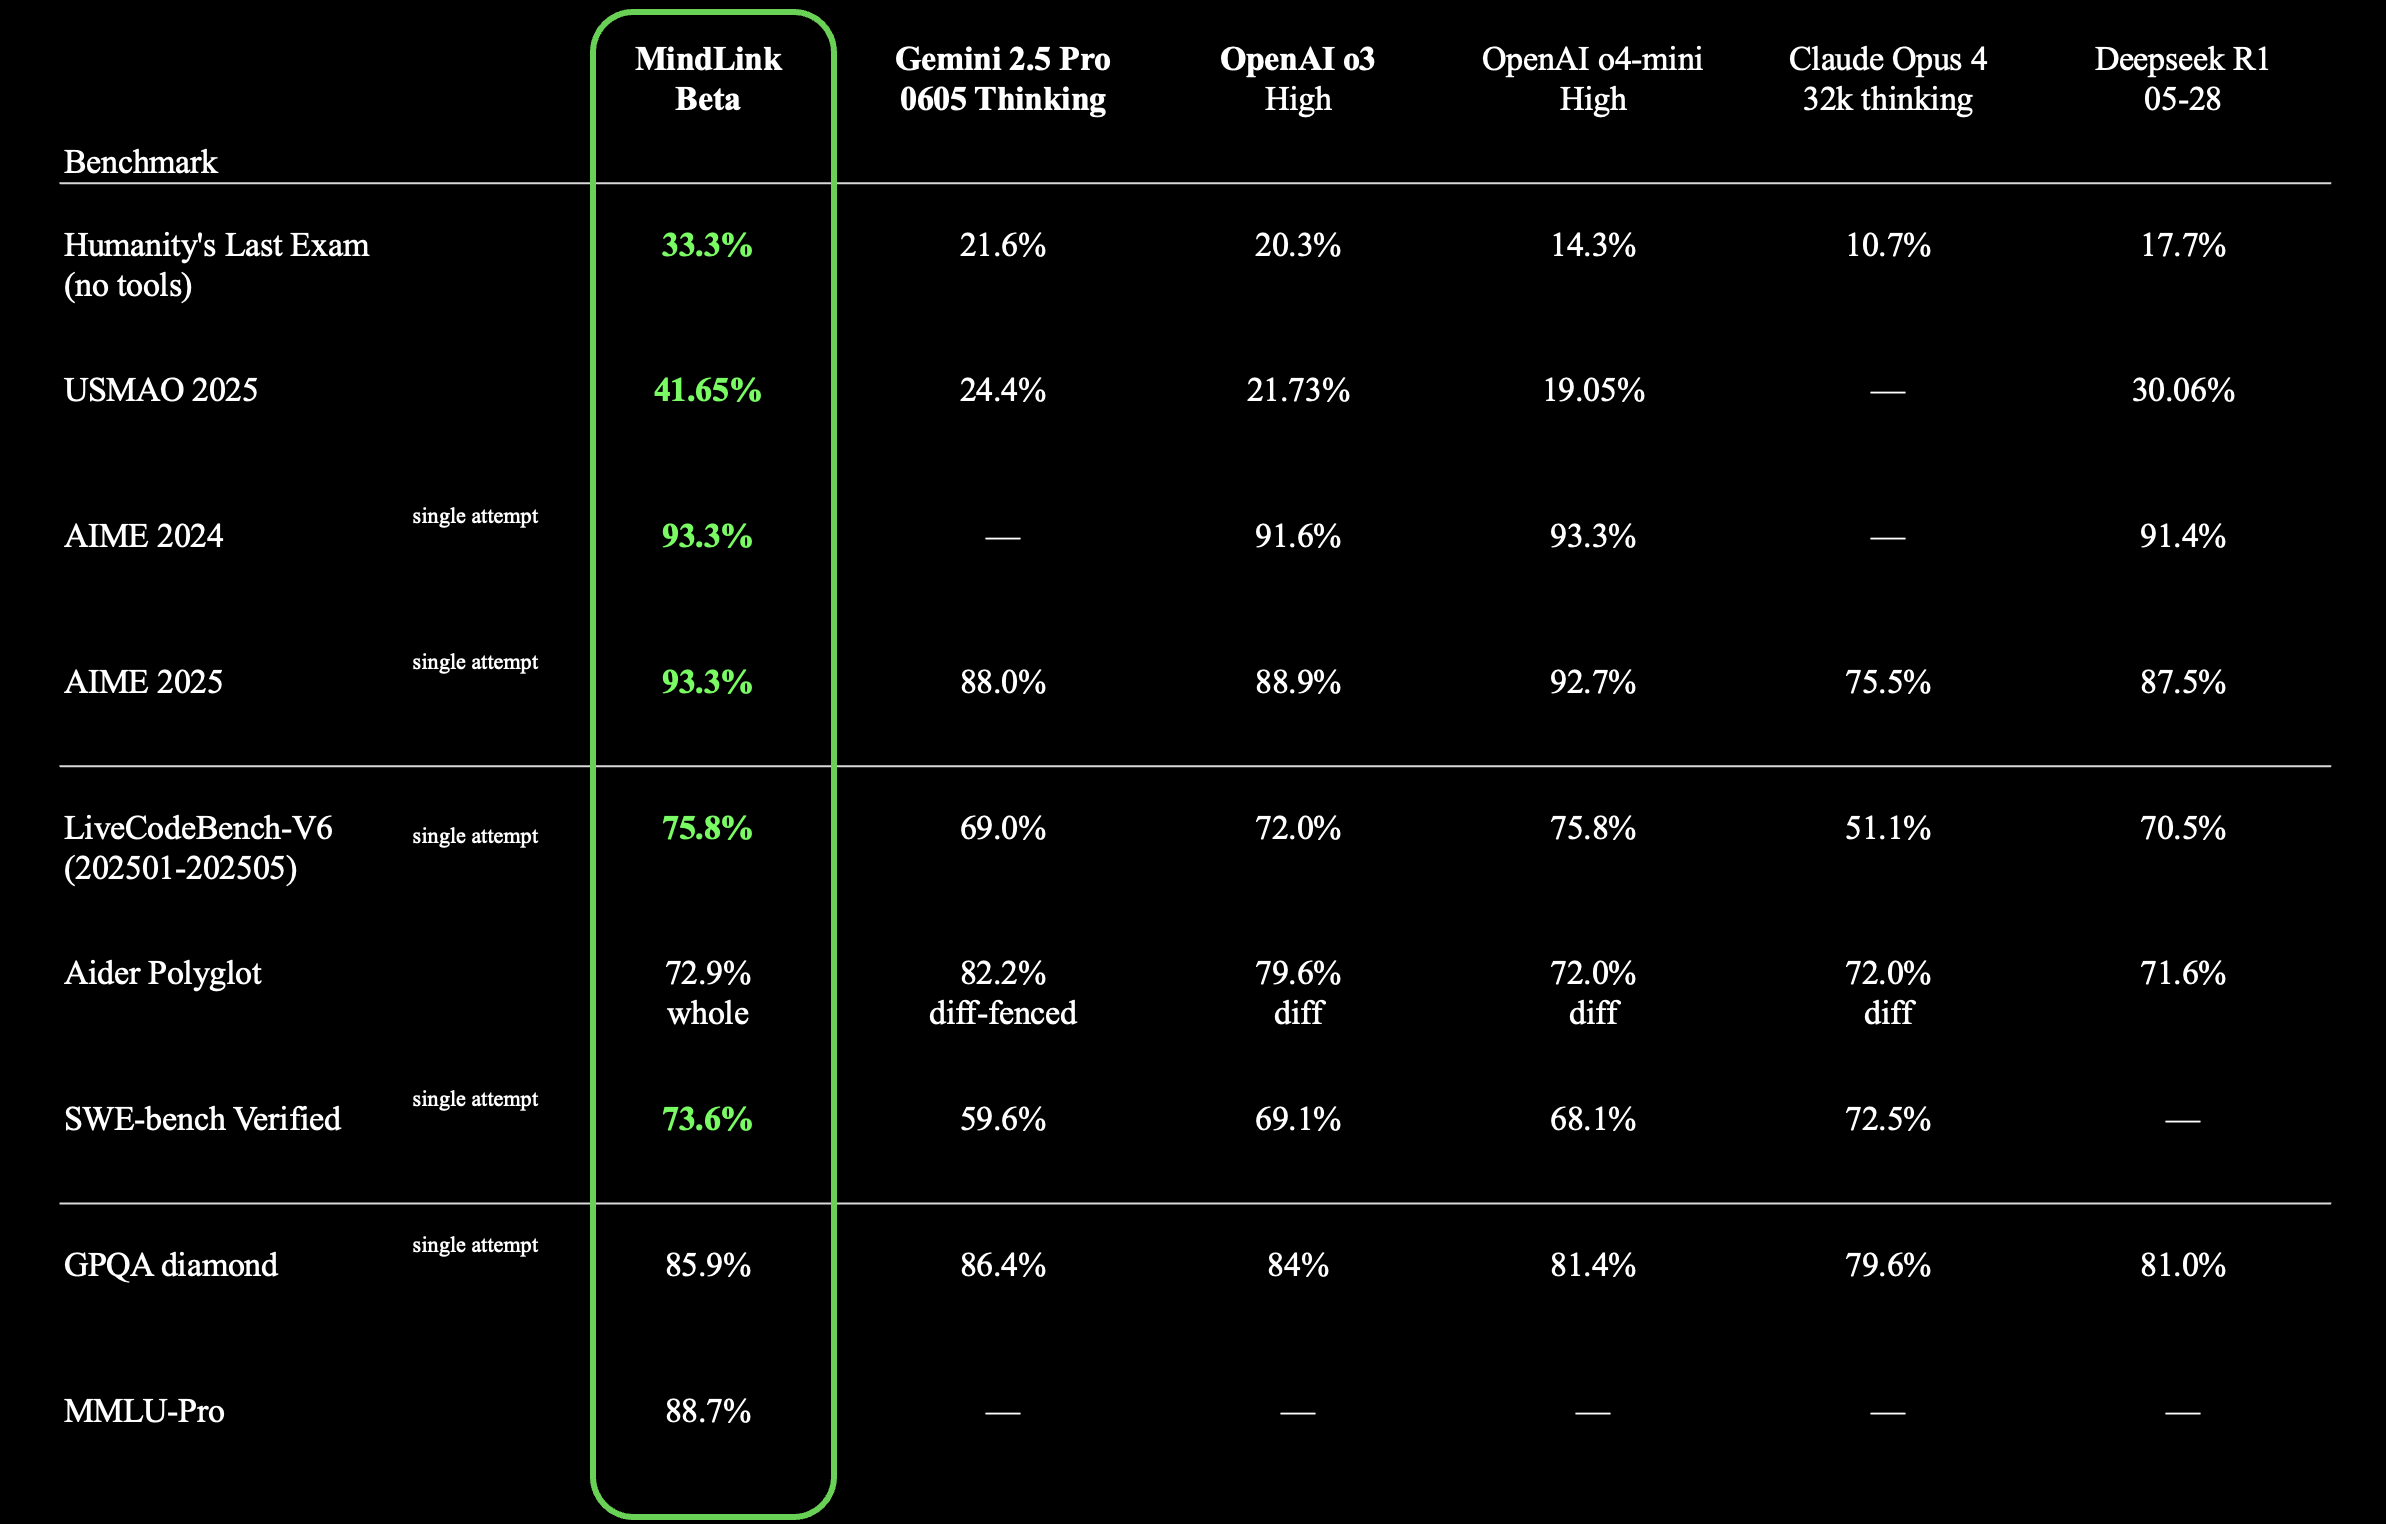 MindLink Gemini 2.5 Pro OpenAI o3 OpenAI o4-mini Claude Opus 4 Deepseek R1
Beta 0605 Thinking High High 32k thinking 05-28
Benchmark
Humanity's Last Exam 33.3% 21.6% 20.3% 14.3% 10.7% 17.7%
(no tools)
USMAO 2025 41.65% 24.4% 21.73% 19.05% — 30.06%
single attempt
AIME 2024 93.3% — 91.6% 93.3% — 91.4%
single attempt
AIME 2025 93.3% 88.0% 88.9% 92.7% 75.5% 87.5%
LiveCodeBench-V6 single attempt 75.8% 69.0% 72.0% 75.8% 51.1% 70.5%
(202501-202505)
Aider Polyglot 72.9% 82.2% 79.6% 72.0% 72.0% 71.6%
whole diff-fenced diff diff diff
single attempt
SWE-bench Verified 73.6% 59.6% 69.1% 68.1% 72.5% —
single attempt
GPQA diamond 85.9% 86.4% 84% 81.4% 79.6% 81.0%
MMLU-Pro 88.7% — — — — —